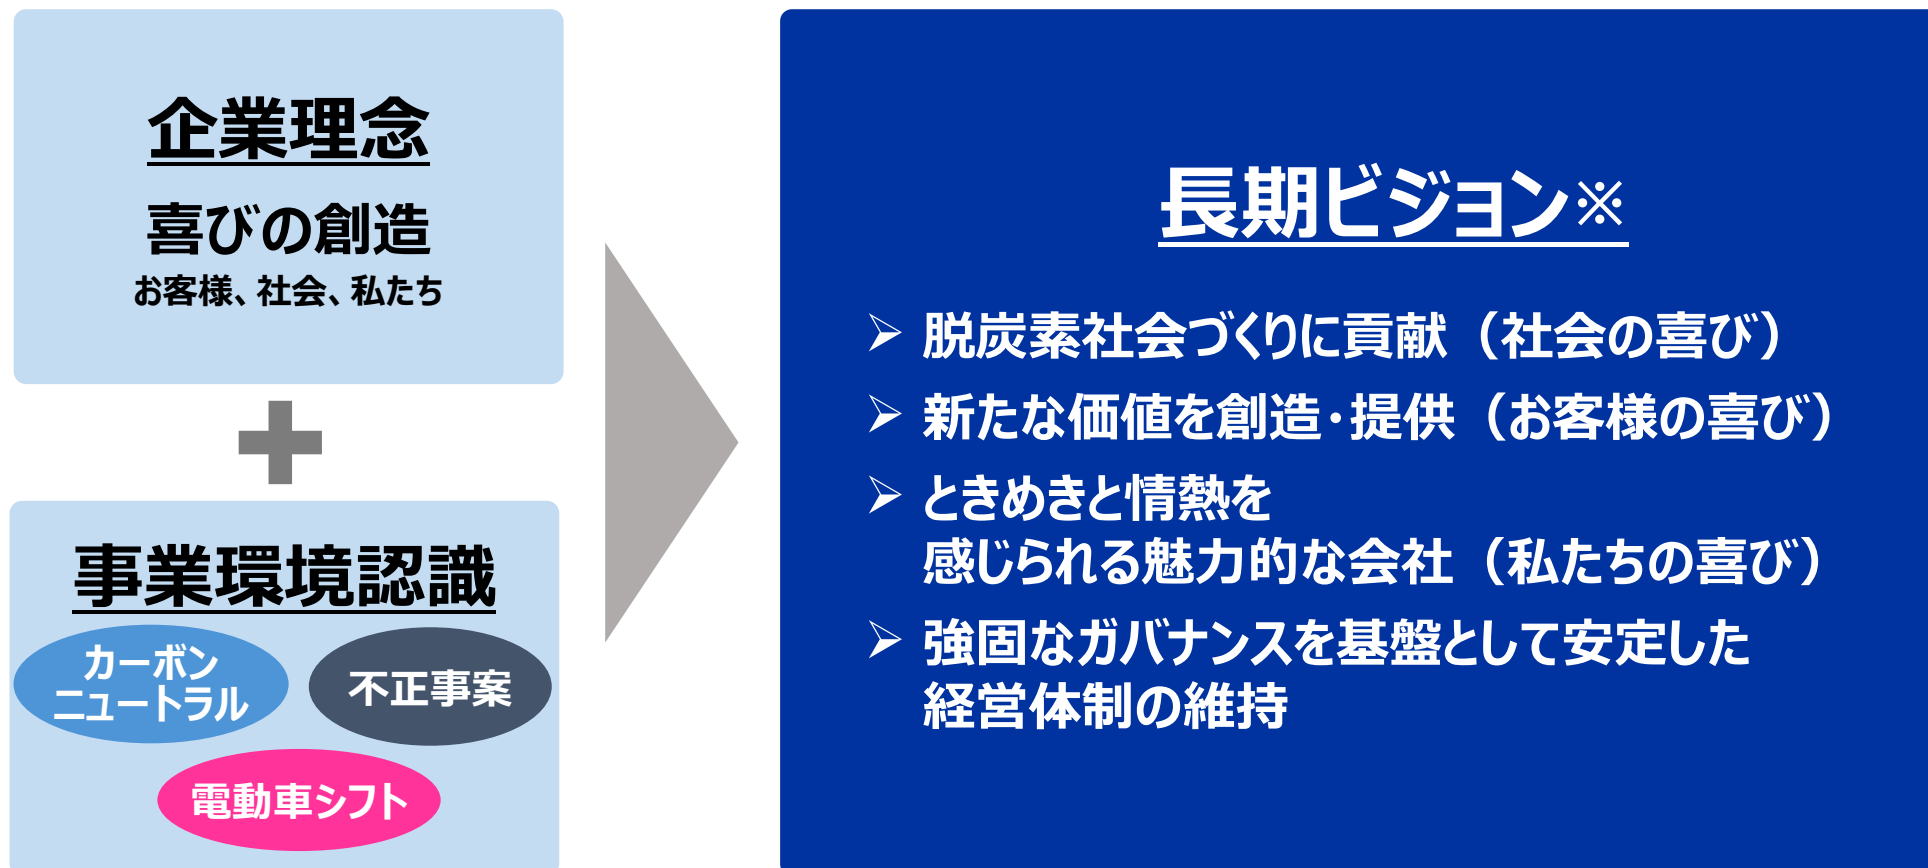 企業理念
喜びの創造
お客様、社会、私たち
事業環境認識
カーボン
ニュートラル
不正事案
電動車シフト
長期ビジョン※
➢ 脱炭素社会づくりに貢献（社会の喜び）
➢ 新たな価値を創造・提供（お客様の喜び）
➢ ときめきと情熱を
感じられる魅力的な会社（私たちの喜び）
➢ 強固なガバナンスを基盤として安定した
経営体制の維持